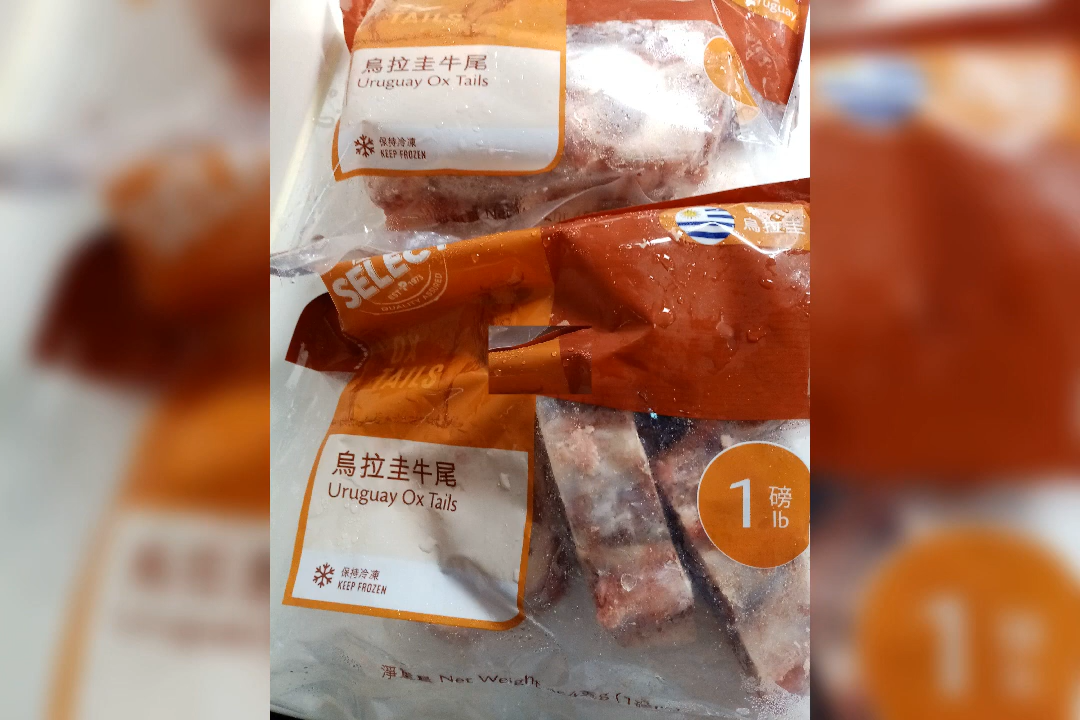 TAILS
烏拉圭牛尾
Uruguay Ox Tails
保持冷凍
KEEP FROZEN
Net
烏拉圭
SELECT
QUALITY ASSURED
OX
TAILS
烏拉圭牛尾
Uruguay Ox Tails
1
磅
lb
保持冷凍
KEEP FROZEN
Net Weight